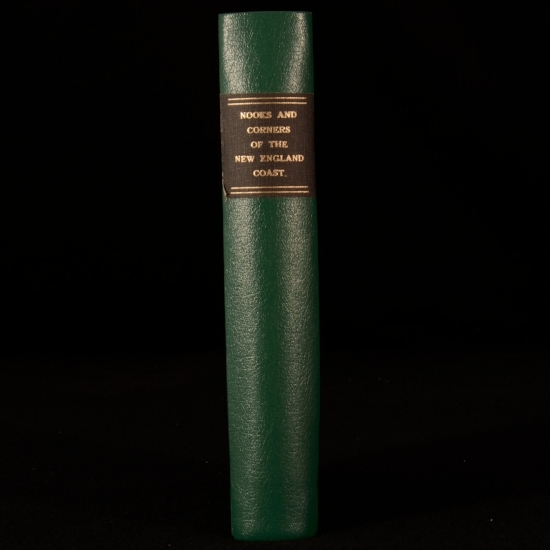 NOOKS AND
CORNERS
OF THE
NEW ENGLAND
COAST.